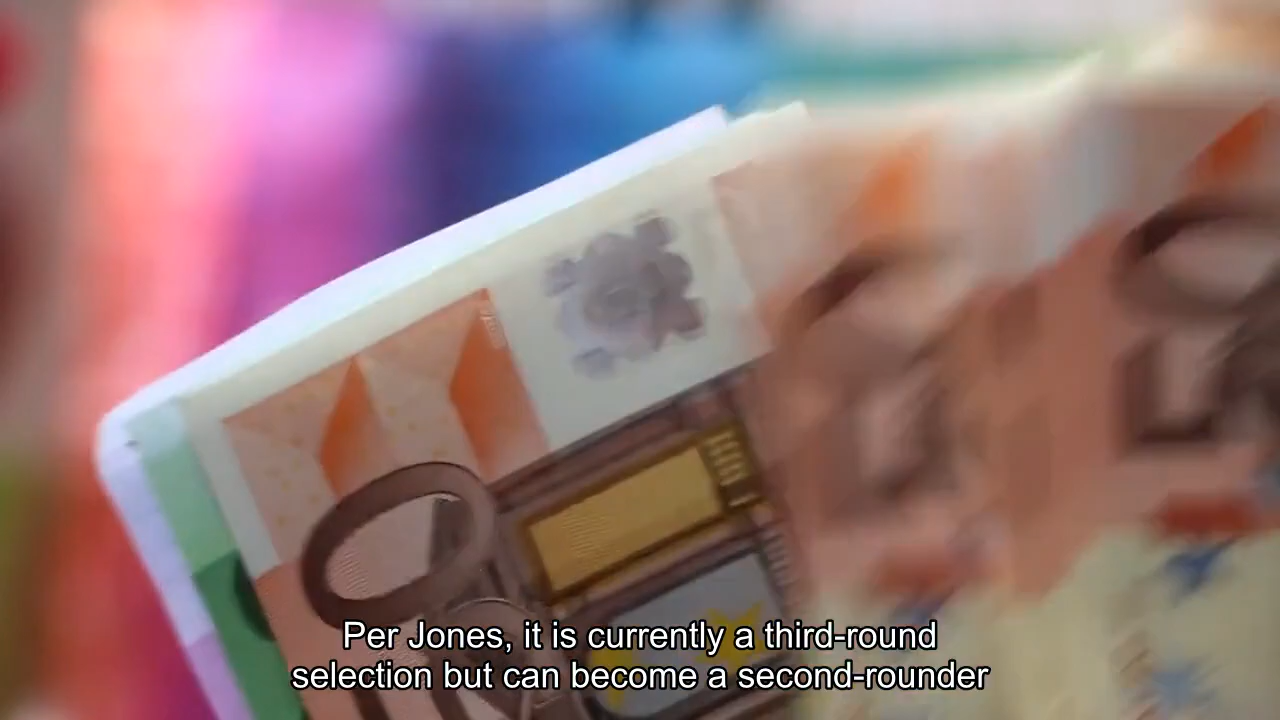 Per Jones, it is currently a third-round
selection but can become a second-rounder